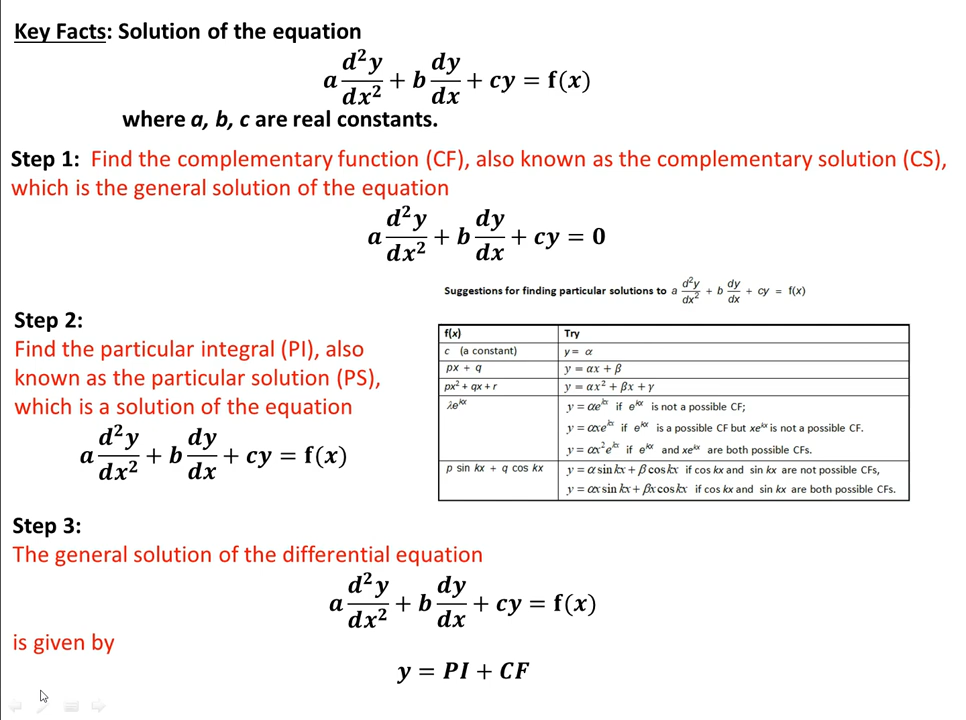 Key Facts: Solution of the equation
a d²y/dx² + b dy/dx + cy = f(x)
where a, b, c are real constants.
Step 1: Find the complementary function (CF), also known as the complementary solution (CS),
which is the general solution of the equation
a d²y/dx² + b dy/dx + cy = 0
Suggestions for finding particular solutions to a d²y/dx² + b dy/dx + cy = f(x)
Step 2:
Find the particular integral (PI), also
known as the particular solution (PS),
which is a solution of the equation
a d²y/dx² + b dy/dx + cy = f(x)
f(x) Try
c (a constant) y = α
px + q y = αx + β
px² + qx + r y = αx² + βx + γ
λe^kx y = αe^kx if e^kx is not a possible CF;
y = αxe^kx if e^kx is a possible CF but xe^kx is not a possible CF.
y = αx²e^kx if e^kx and xe^kx are both possible CFs.
p sin kx + q cos kx y = α sin kx + β cos kx if cos kx and sin kx are not possible CFs,
y = αx sin kx + βx cos kx if cos kx and sin kx are both possible CFs.
Step 3:
The general solution of the differential equation
a d²y/dx² + b dy/dx + cy = f(x)
is given by
y = PI + CF